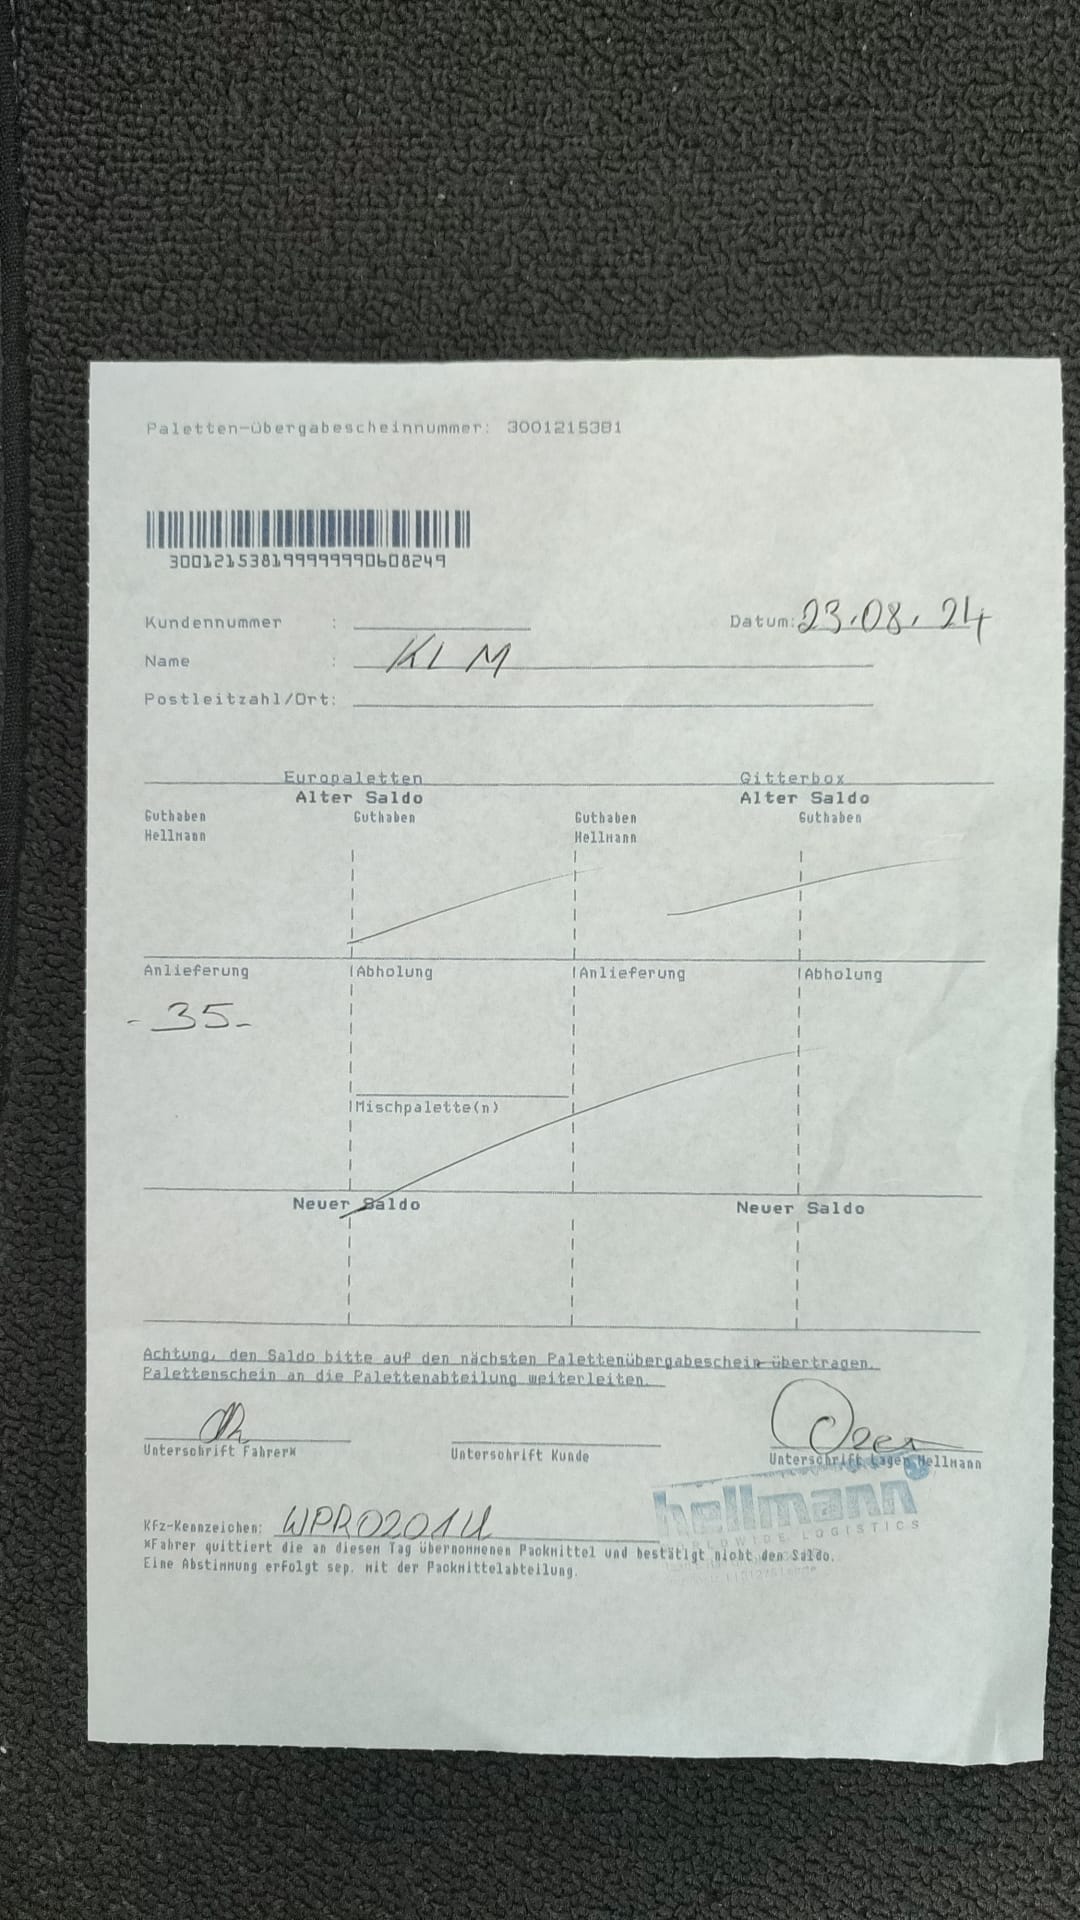 Paletten-Übergabescheinnummer: 3001215381
300121538199999990608249
Kundennummer :
Datum: 23.08.24
Name : KLM
Postleitzahl/Ort:
Europaletten Gitterbox
Alter Saldo Alter Saldo
Guthaben Guthaben Guthaben Guthaben
Hellmann Hellmann
Anlieferung Abholung Anlieferung Abholung
-35-
Mischpalette(n)
Neuer Saldo Neuer Saldo
Achtung, den Saldo bitte auf den nächsten Palettenübergabeschein übertragen.
Palettenschein an die Palettenabteilung weiterleiten.
Unterschrift Fahrer* Unterschrift Kunde Unterschrift Lager Hellmann
hellmann
WORLDWIDE LOGISTICS
Kfz-Kennzeichen: WPR0201U
*Fahrer quittiert die an diesem Tag übernommenen Packmittel und bestätigt nicht den Saldo.
Eine Abstimmung erfolgt sep. mit der Packmittelabteilung.